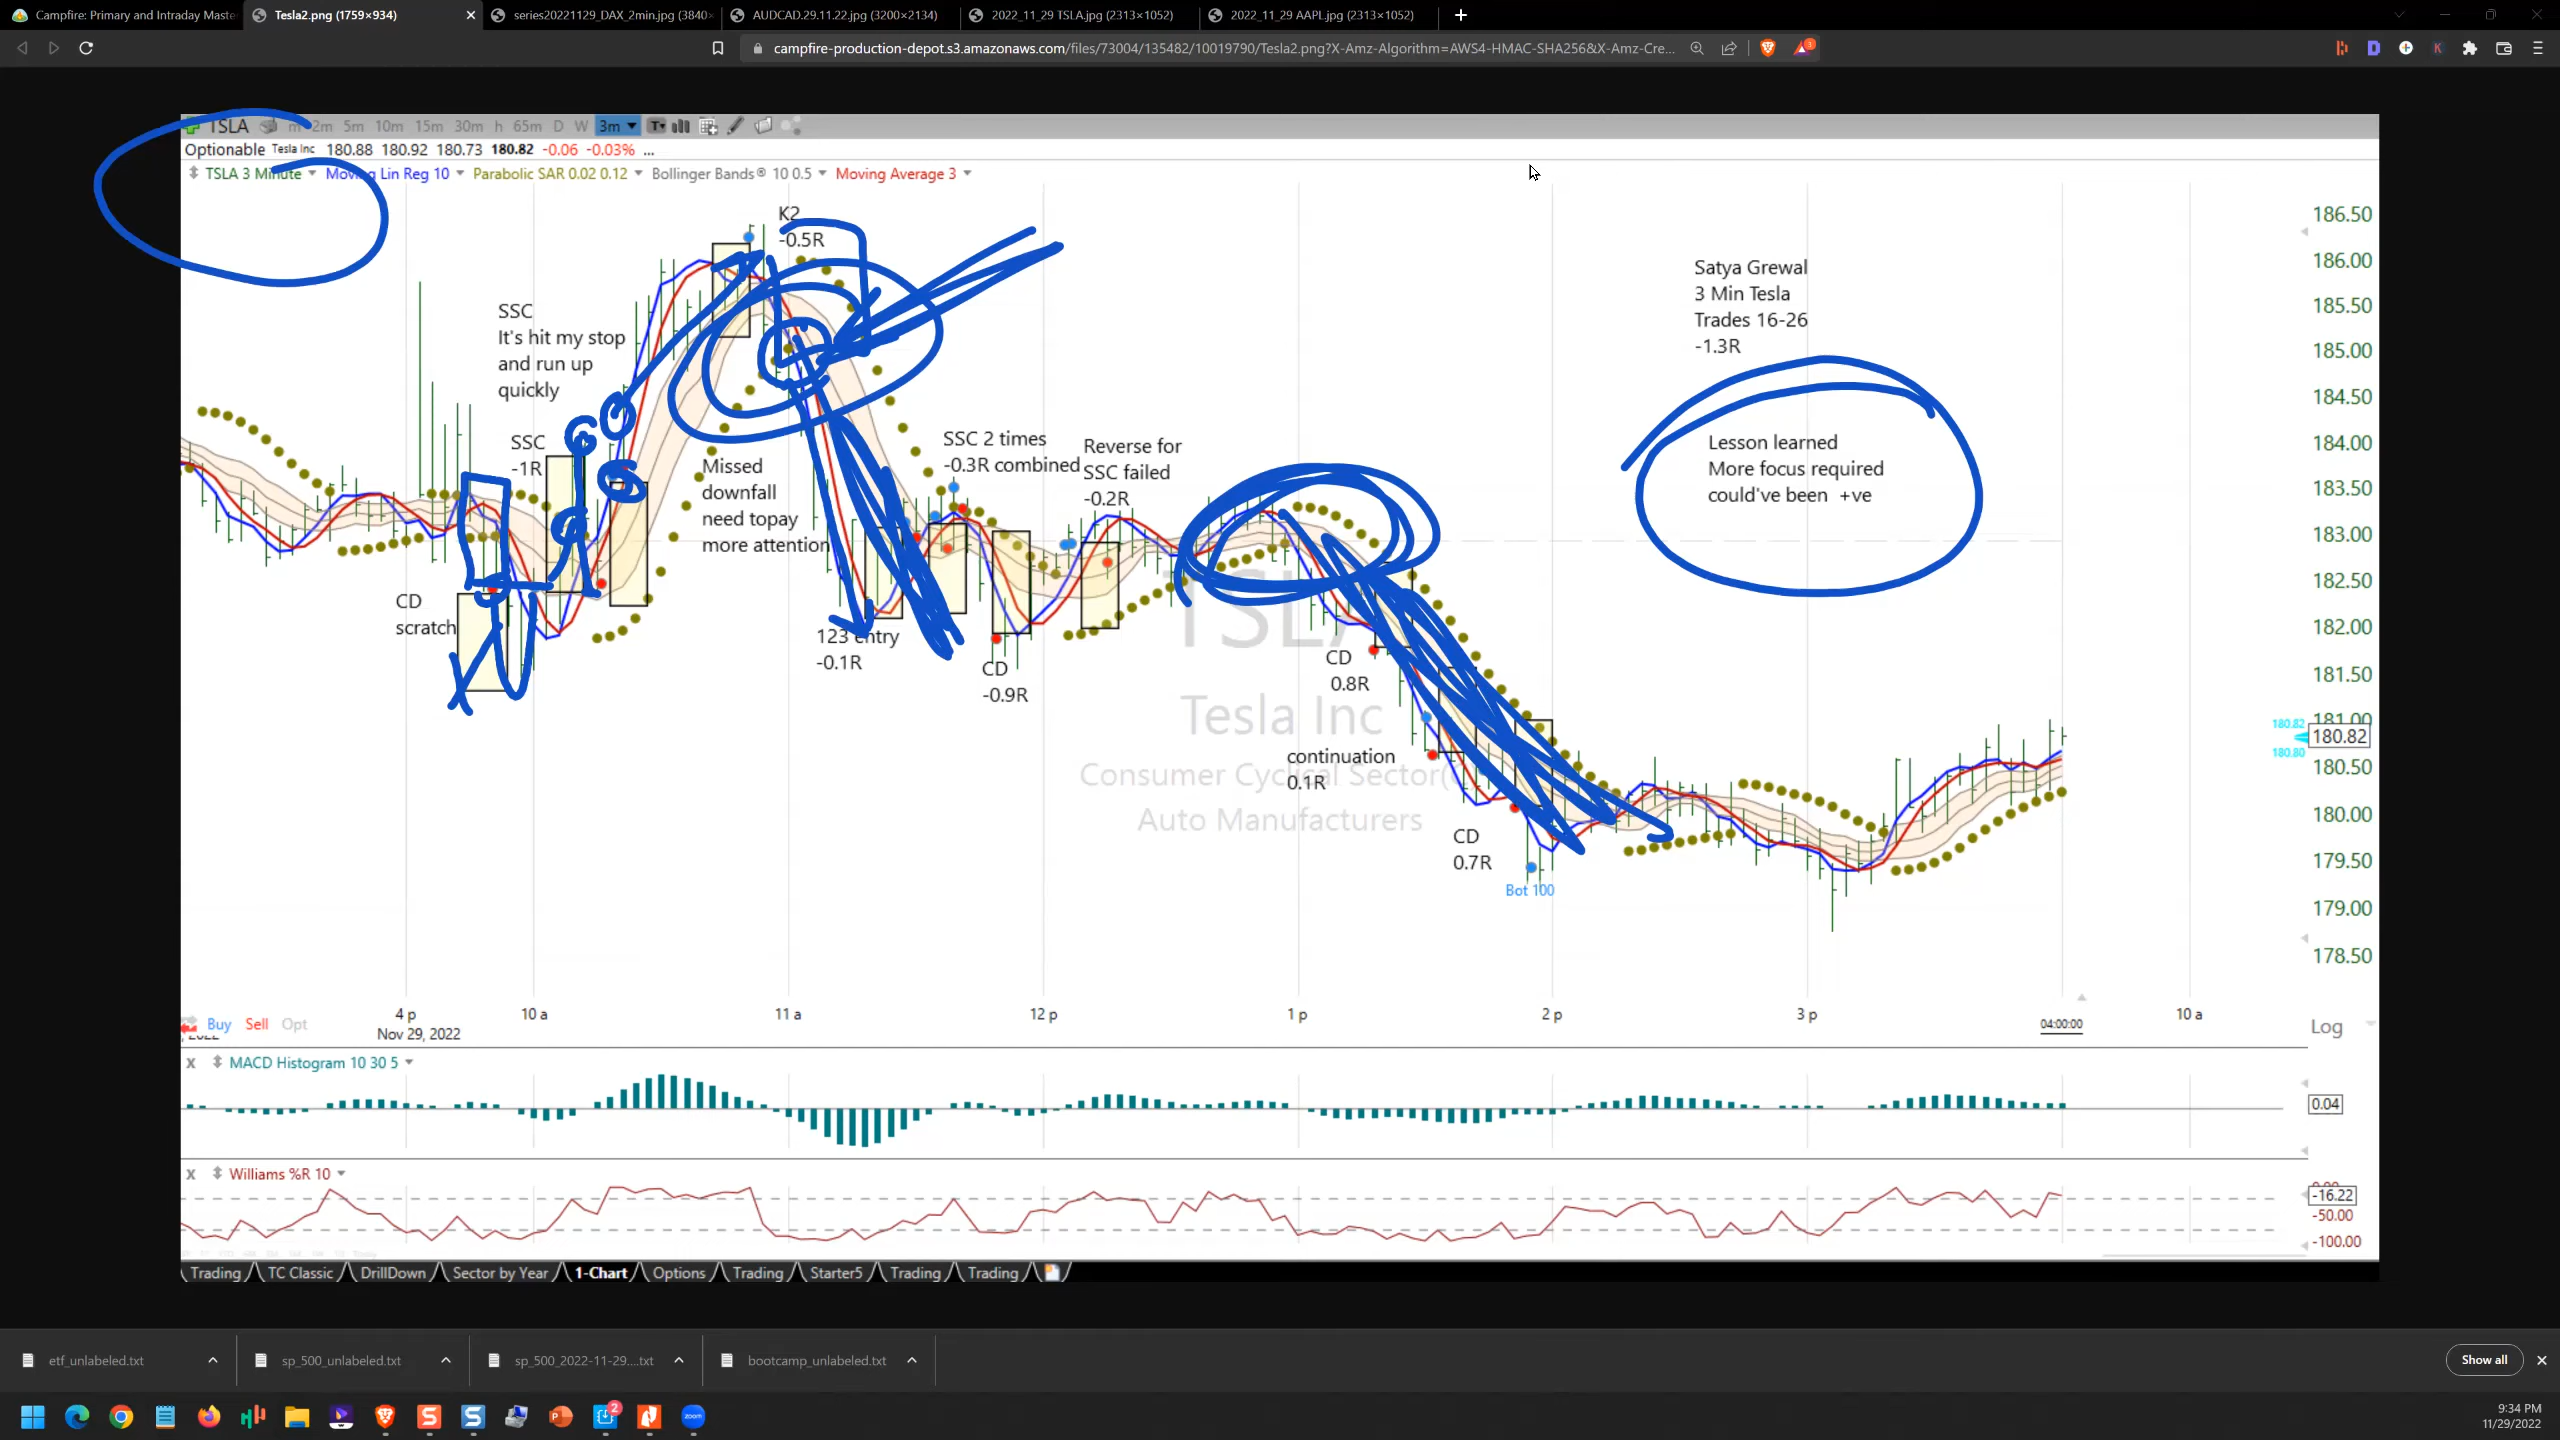 Campfire: Primary and Intraday Maste
Tesla2.png (1759×934)
series20221129_DAX_2min.jpg (3840×
AUDCAD.29.11.22.jpg (3200×2134)
2022_11_29 TSLA.jpg (2313×1052)
2022_11_29 AAPL.jpg (2313×1052)
campfire-production-depot.s3.amazonaws.com/files/73004/135482/10019790/Tesla2.png?X-Amz-Algorithm=AWS4-HMAC-SHA256&X-Amz-Cre...
TSLA m 2m 5m 10m 15m 30m h 65m D W 3m
Optionable Tesla Inc 180.88 180.92 180.73 180.82 -0.06 -0.03% ...
TSLA 3 Minute Moving Lin Reg 10 Parabolic SAR 0.02 0.12 Bollinger Bands® 10 0.5 Moving Average 3
K2
-0.5R
SSC
It's hit my stop
and run up
quickly
SSC
-1R
CD
scratch
Missed
downfall
need topay
more attention
123 entry
-0.1R
SSC 2 times
-0.3R combined
CD
-0.9R
Reverse for
SSC failed
-0.2R
CD
0.8R
continuation
0.1R
CD
0.7R
Bot 100
Satya Grewal
3 Min Tesla
Trades 16-26
-1.3R
Lesson learned
More focus required
could've been +ve
TSLA
Tesla Inc
Consumer Cyclical Sector
Auto Manufacturers
186.50
186.00
185.50
185.00
184.50
184.00
183.50
183.00
182.50
182.00
181.50
181.00
180.82
180.82
180.80
180.50
180.00
179.50
179.00
178.50
4 p
10 a
11 a
12 p
1 p
2 p
3 p
04:00:00
10 a
Log
Buy Sell Opt
Nov 29, 2022
MACD Histogram 10 30 5
0.04
Williams %R 10
-16.22
-50.00
-100.00
Trading
TC Classic
DrillDown
Sector by Year
1-Chart
Options
Trading
Starter5
Trading
Trading
etf_unlabeled.txt
sp_500_unlabeled.txt
sp_500_2022-11-29....txt
bootcamp_unlabeled.txt
Show all
2
zoom
9:34 PM
11/29/2022